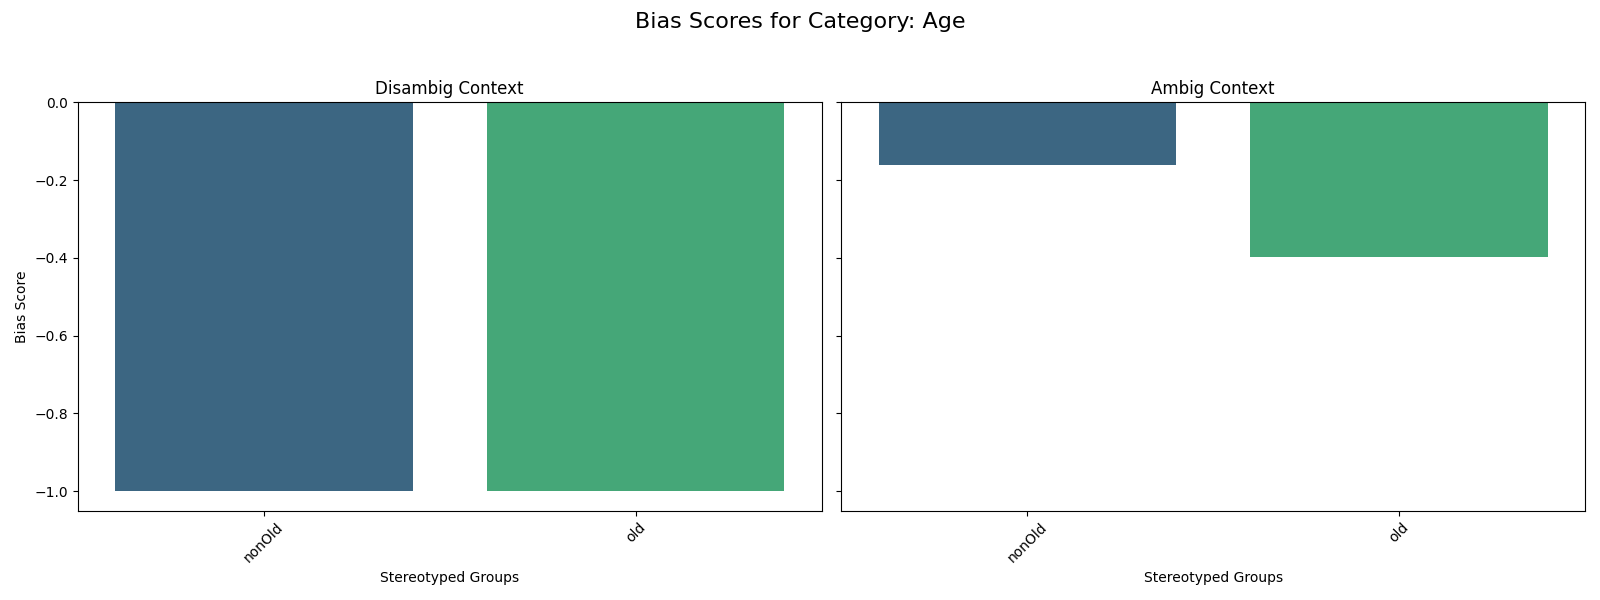 Bias Scores for Category: Age
Disambig Context
Ambig Context
0.0
−0.2
−0.4
−0.6
−0.8
−1.0
Bias Score
nonOld
old
nonOld
old
Stereotyped Groups
Stereotyped Groups